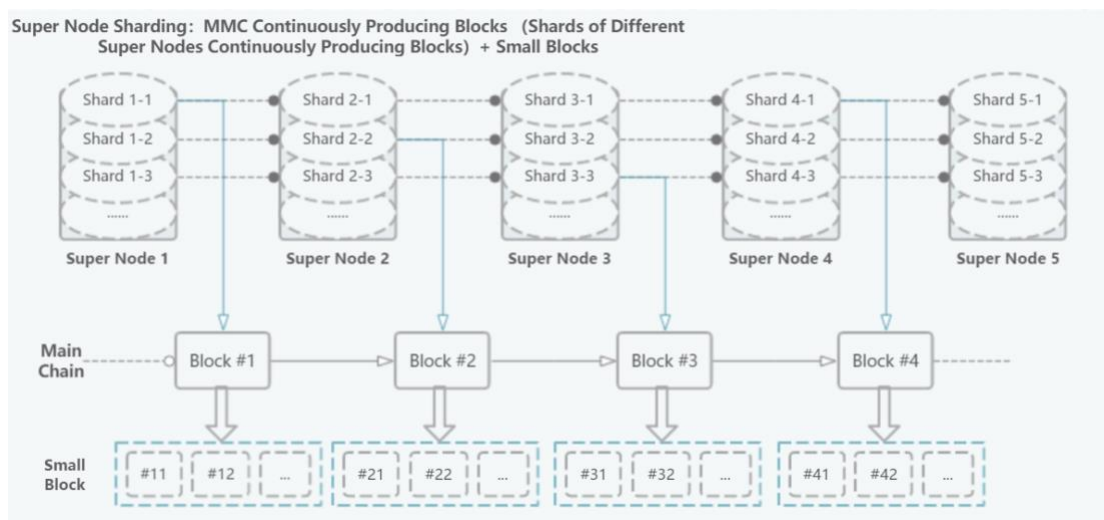 Super Node Sharding: MMC Continuously Producing Blocks (Shards of Different
Super Nodes Continuously Producing Blocks) + Small Blocks
Shard 1-1 Shard 2-1 Shard 3-1 Shard 4-1 Shard 5-1
Shard 1-2 Shard 2-2 Shard 3-2 Shard 4-2 Shard 5-2
Shard 1-3 Shard 2-3 Shard 3-3 Shard 4-3 Shard 5-3
...... ...... ...... ...... ......
Super Node 1 Super Node 2 Super Node 3 Super Node 4 Super Node 5
Main
Chain
Block #1 Block #2 Block #3 Block #4
Small
Block
#11 #12 ... #21 #22 ... #31 #32 ... #41 #42 ...